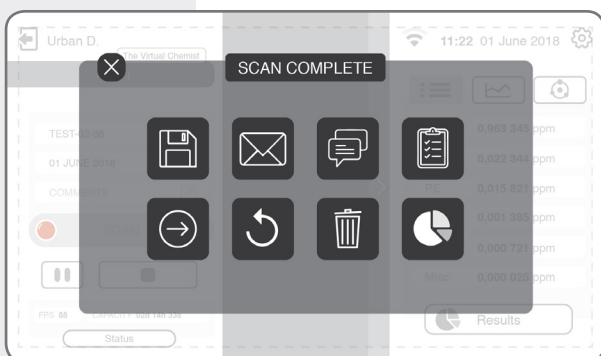 Urban D.
The Virtual Chemist
11:22 01 June 2018
SCAN COMPLETE
0,963 345 ppm
01 JUNE 2018
0,022 344 ppm
COMMENTS
PE
0,015 821 ppm
0,001 385 ppm
0,000 721 ppm
Misc
0,000 025 ppm
FPS 88
Results
Status